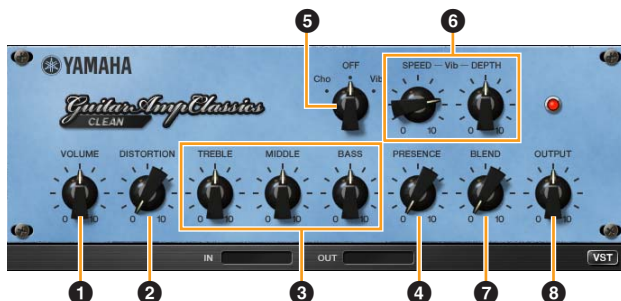 5
6
YAMAHA
OFF
Cho
Vib
SPEED — Vib — DEPTH
0 10 0 10
Guitar Amp Classics
CLEAN
VOLUME DISTORTION TREBLE MIDDLE BASS PRESENCE BLEND OUTPUT
0 10 0 10 0 10 0 10 0 10 0 10 0 10 0 10
IN OUT VST
1 2 3 4 7 8